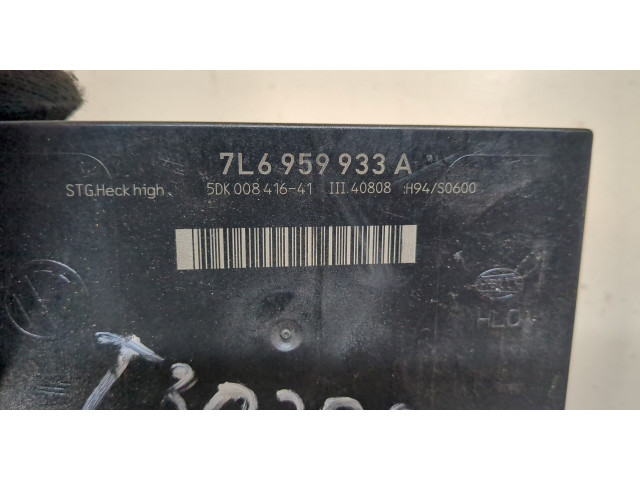 7L6 959 933 A
STG.Heck high. 5DK 008 416-41 III.40808 H94/S0600
HLO